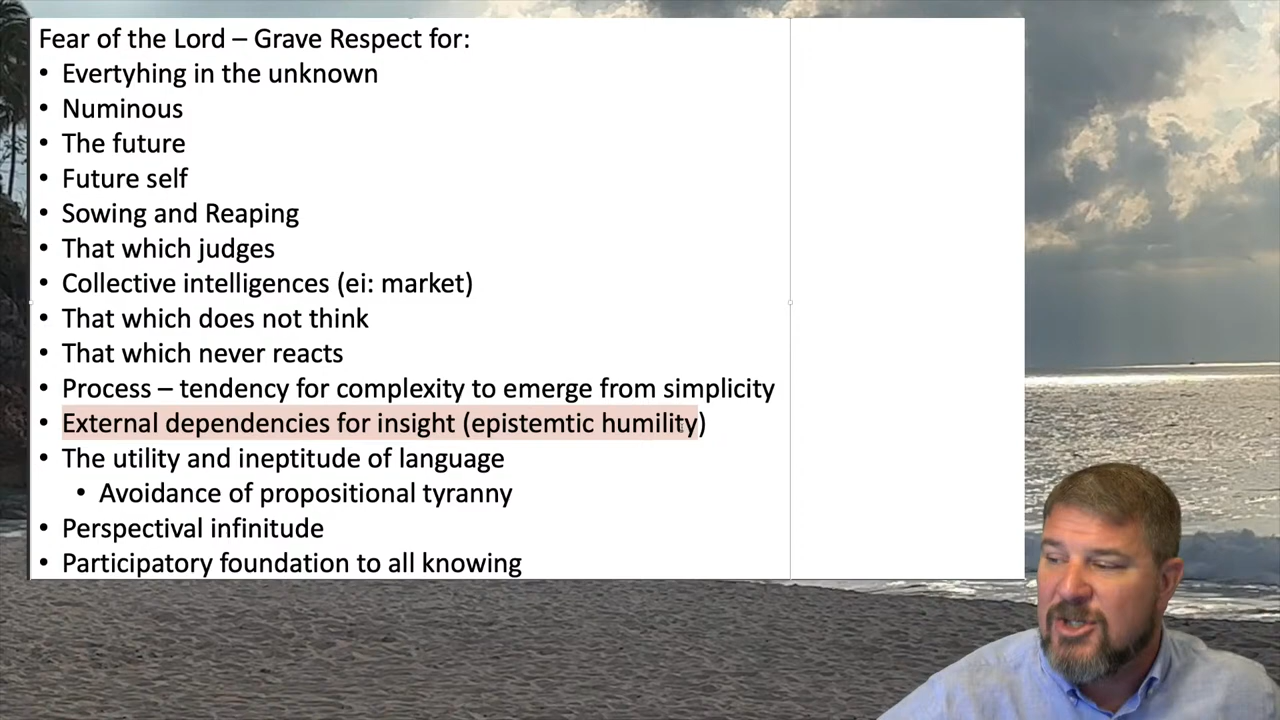 Fear of the Lord – Grave Respect for:
• Evertyhing in the unknown
• Numinous
• The future
• Future self
• Sowing and Reaping
• That which judges
• Collective intelligences (ei: market)
• That which does not think
• That which never reacts
• Process – tendency for complexity to emerge from simplicity
• External dependencies for insight (epistemtic humility)
• The utility and ineptitude of language
• Avoidance of propositional tyranny
• Perspectival infinitude
• Participatory foundation to all knowing